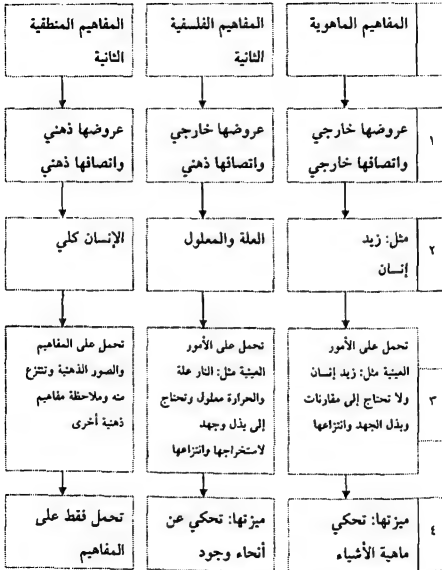 المفاهيم الماهوية
المفاهيم الفلسفية
الثانية
المفاهيم المنطقية
الثانية
١
عروضها خارجي
واتصافها خارجي
عروضها خارجي
واتصافها ذهني
عروضها ذهني
واتصافها ذهني
٢
مثل: زيد
إنسان
العلة والمعلول
الإنسان كلي
٣
تحمل على الأمور
العينية مثل: زيد إنسان
ولا تحتاج إلى مقارنات
وبذل الجهد وانتزاعها
تحمل على الأمور
العينية مثل: النار علة
والحرارة معلول وتحتاج
إلى بذل وجهد
لاستخراجها وانتزاعها
تحمل على المفاهيم
والصور الذهنية وتنتزع
منه وملاحظة مفاهيم
ذهنية أخرى
٤
ميزتها: تحكي
ماهية الأشياء
ميزتها: تحكي عن
أنحاء وجود
تحمل فقط على
المفاهيم